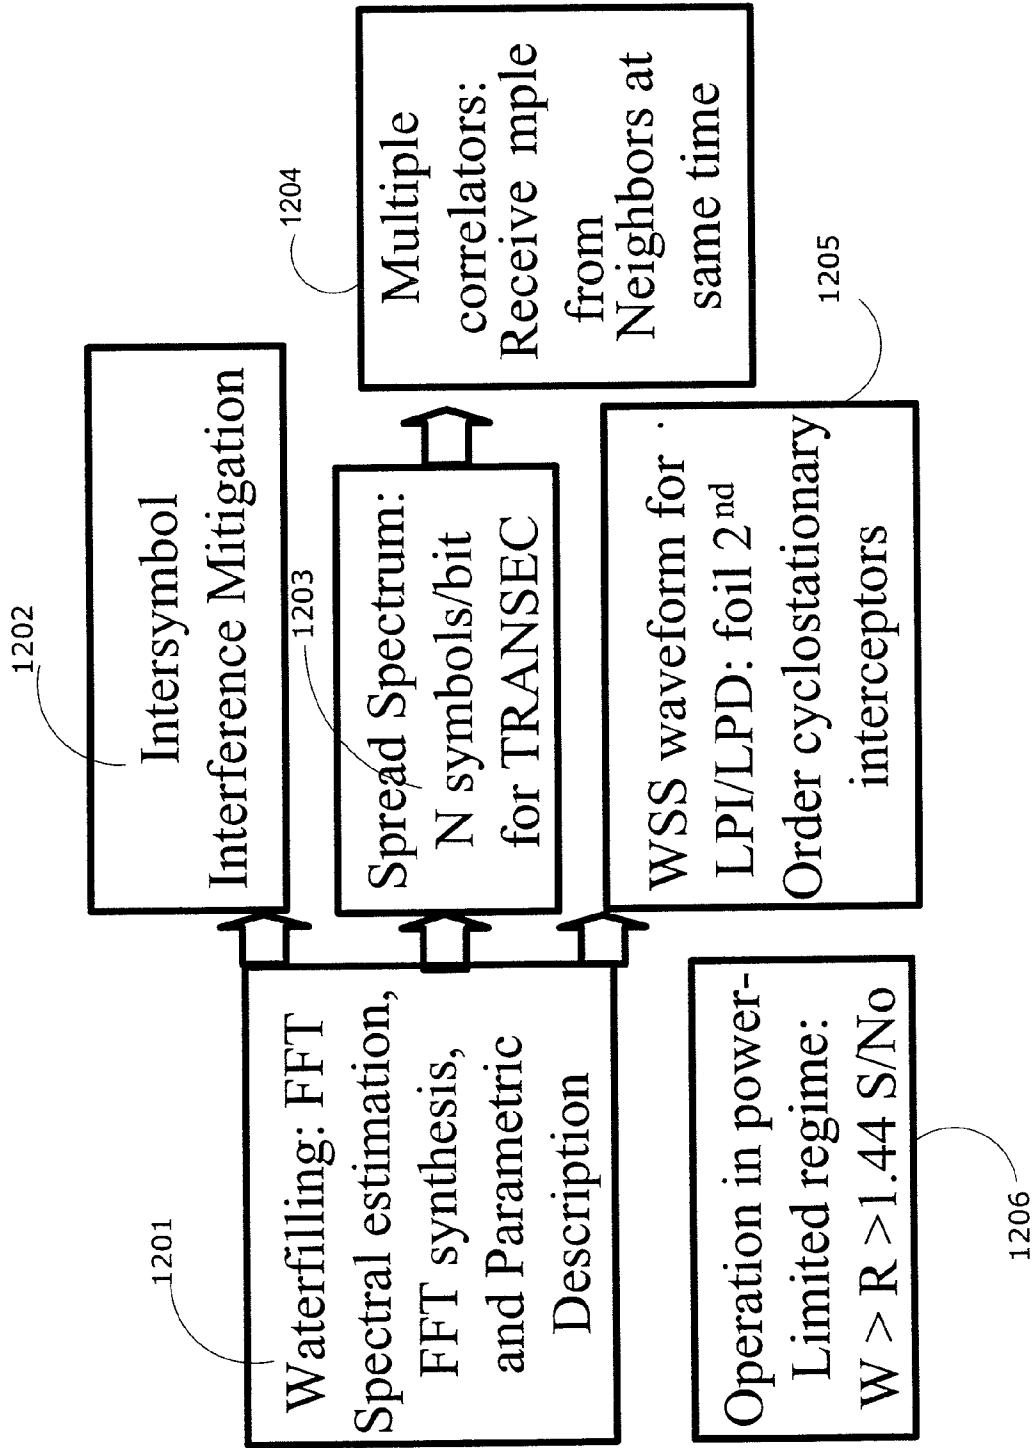 1201
Waterfilling: FFT
Spectral estimation,
FFT synthesis,
and Parametric
Description
1202
Intersymbol
Interference Mitigation
1203
Spread Spectrum:
N symbols/bit
for TRANSEC
1204
Multiple
correlators:
Receive mple
from
Neighbors at
same time
1205
WSS waveform for
LPI/LPD: foil 2nd
Order cyclostationary
interceptors
1206
Operation in power-
Limited regime:
W > R >1.44 S/No